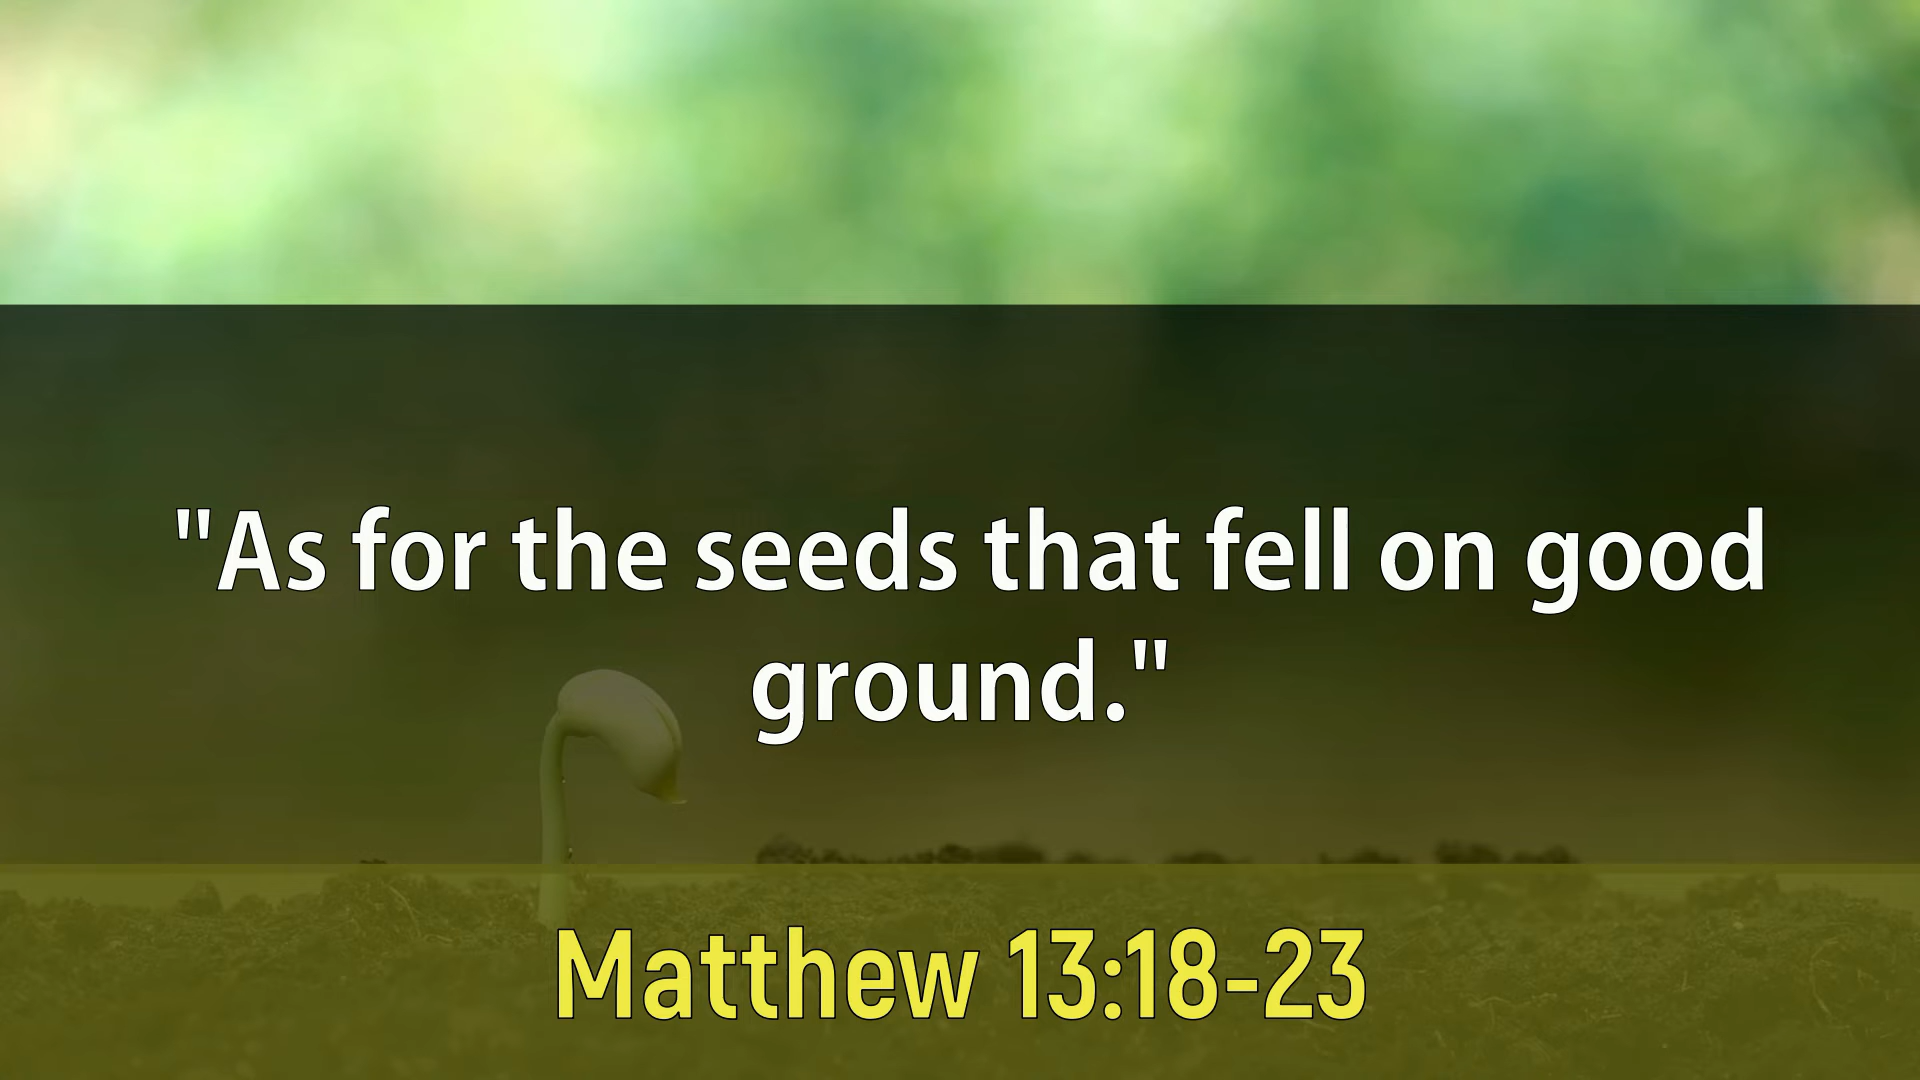 "As for the seeds that fell on good
ground."
Matthew 13:18-23